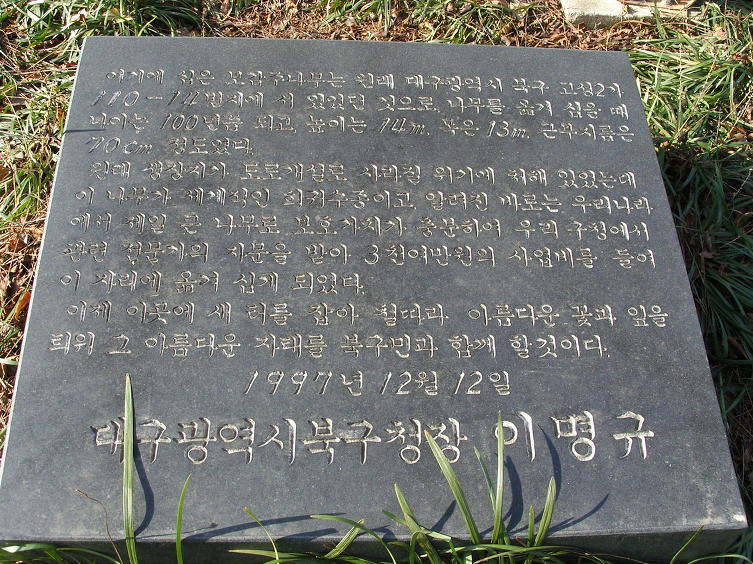 여기에 심은 모감주나무는 원래 대구광역시 북구 고성2가
110-14번지에 서 있었던 것으로, 나무를 옮겨 심을 때
나이는 100년쯤 되고, 높이는 14m, 폭은 13m, 근부시름은
70cm 정도였다.
원래 생장지가 도로개설로 사라질 위기에 처해 있었는데
이 나무가 세계적인 희귀수종이고, 알려진 바로는 우리나라
에서 제일 큰 나무로 보호가치가 충분하여 우리 구청에서
관련 전문가의 자문을 받아 3천여만원의 사업비를 들여
이 자리에 옮겨 심게 되었다.
이제 이곳에 새 터를 잡아 철따라 아름다운 꽃과 잎을
틔워 그 아름다운 자태를 북구민과 함께 할것이다.
1997년 12월 12일
대구광역시북구청장 이명규